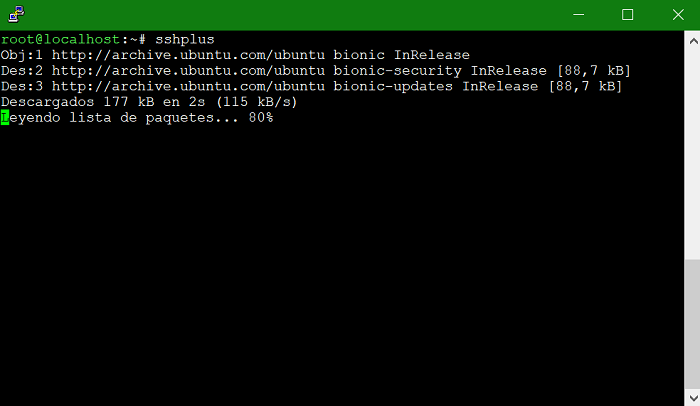 root@localhost:~# sshplus
Obj:1 http://archive.ubuntu.com/ubuntu bionic InRelease
Des:2 http://archive.ubuntu.com/ubuntu bionic-security InRelease [88,7 kB]
Des:3 http://archive.ubuntu.com/ubuntu bionic-updates InRelease [88,7 kB]
Descargados 177 kB en 2s (115 kB/s)
Leyendo lista de paquetes... 80%